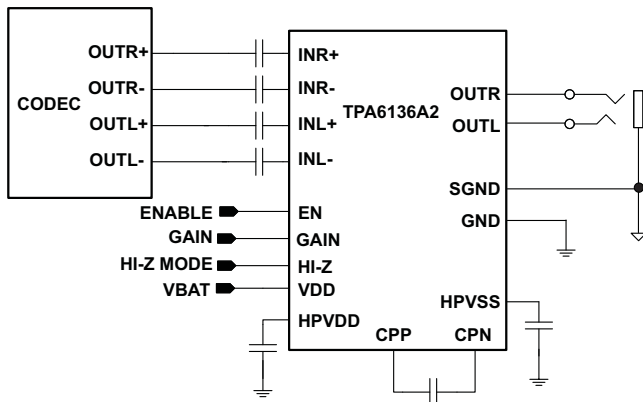 CODEC
OUTR+
OUTR-
OUTL+
OUTL-
INR+
INR-
INL+
INL-
TPA6136A2
OUTR
OUTL
SGND
GND
ENABLE
EN
GAIN
GAIN
HI-Z MODE
HI-Z
VBAT
VDD
HPVDD
HPVSS
CPP
CPN